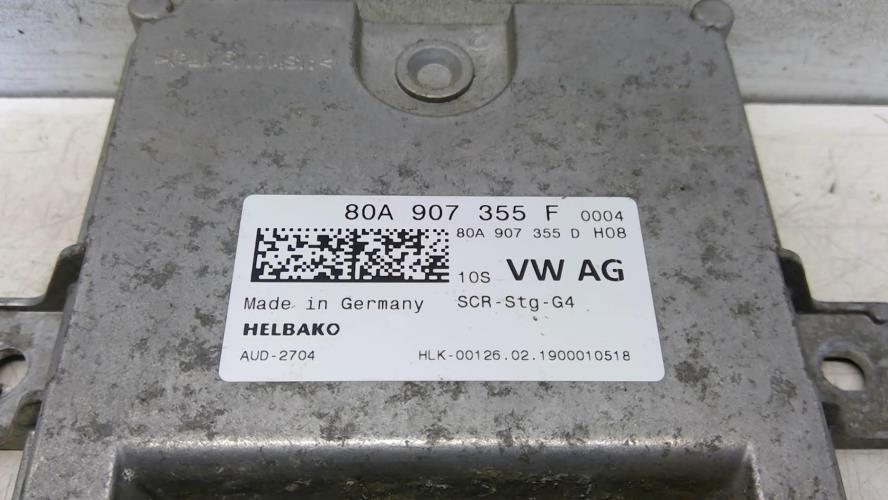 80A 907 355 F 0004
80A 907 355 D H08
10S VW AG
Made in Germany SCR-Stg-G4
HELBAKO
AUD-2704 HLK-00126.02.1900010518